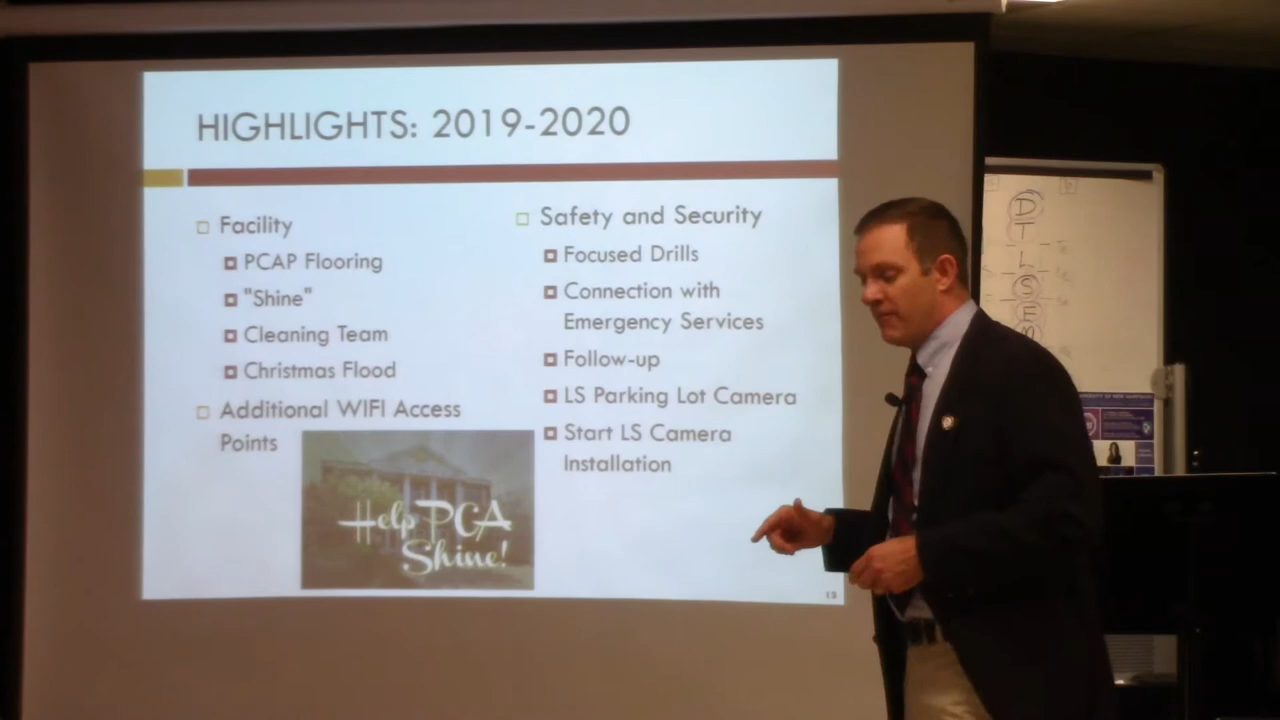 HIGHLIGHTS: 2019-2020
Facility
PCAP Flooring
"Shine"
Cleaning Team
Christmas Flood
Additional WIFI Access
Points
Help PCA
Shine!
Safety and Security
Focused Drills
Connection with
Emergency Services
Follow-up
LS Parking Lot Camera
Start LS Camera
Installation
D
T
L
S
E